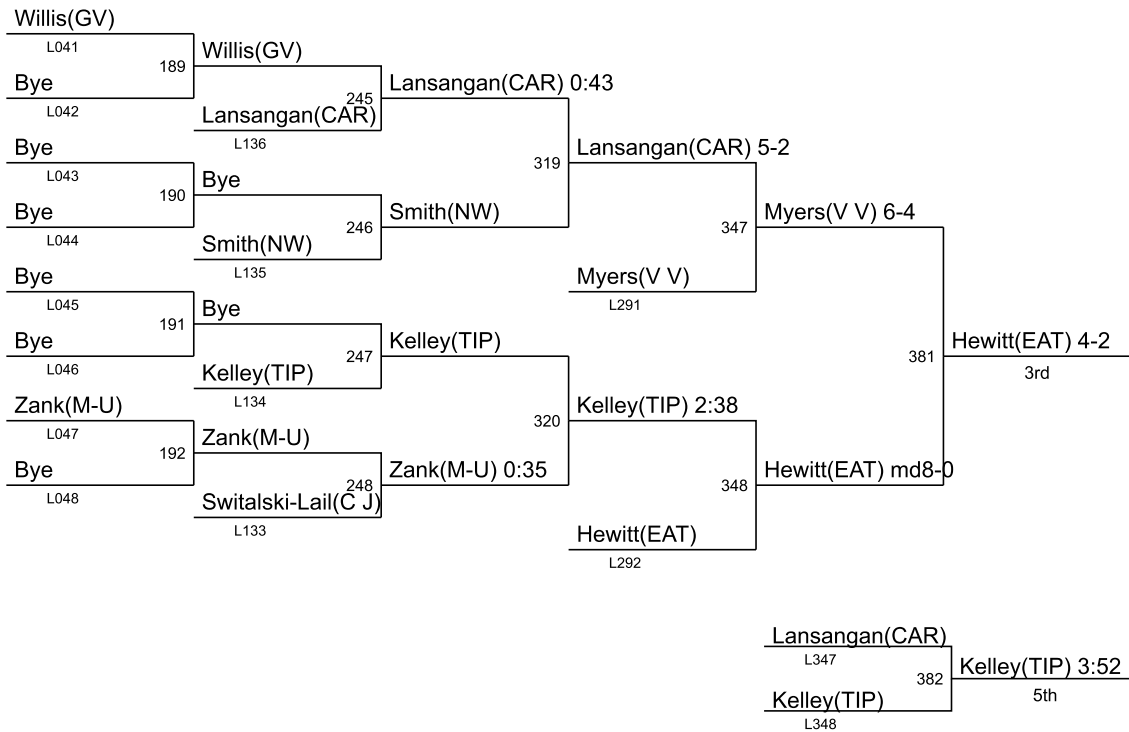 Willis(GV)
L041
189
Willis(GV)
Bye
L042
245
Lansangan(CAR) 0:43
Lansangan(CAR)
L136
Bye
L043
319
Lansangan(CAR) 5-2
190
Bye
Bye
L044
246
Smith(NW)
347
Myers(V V) 6-4
Smith(NW)
L135
Bye
L045
Myers(V V)
L291
191
Bye
Bye
L046
247
Kelley(TIP)
381
Hewitt(EAT) 4-2
3rd
Kelley(TIP)
L134
Zank(M-U)
L047
320
Kelley(TIP) 2:38
192
Zank(M-U)
Bye
L048
248
Zank(M-U) 0:35
348
Hewitt(EAT) md8-0
Switalski-Lail(C J)
L133
Hewitt(EAT)
L292
Lansangan(CAR)
L347
382
Kelley(TIP) 3:52
5th
Kelley(TIP)
L348